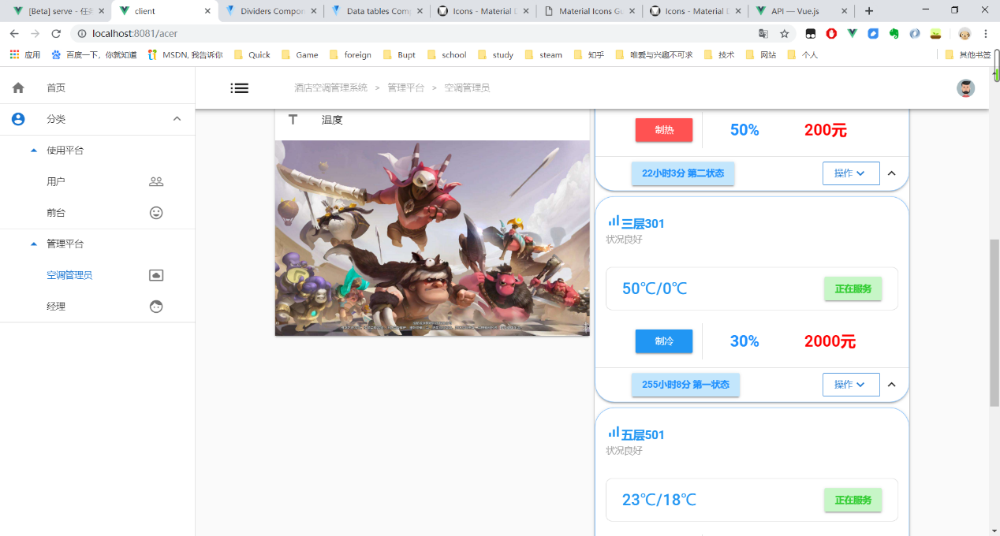 [Beta] serve - 任务
client
Dividers Compon
Data tables Comp
Icons - Material D
Material Icons Gu
Icons - Material D
API — Vue.js
localhost:8081/acer
应用
百度一下，你就知道
MSDN, 我告诉你
Quick
Game
foreign
Bupt
school
study
steam
知乎
唯爱与兴趣不可求
技术
网站
个人
其他书签
首页
分类
使用平台
用户
前台
管理平台
空调管理员
经理
酒店空调管理系统 > 管理平台 > 空调管理员
温度
制热
50%
200元
22小时3分 第二状态
操作
三层301
状况良好
50℃/0℃
正在服务
制冷
30%
2000元
255小时8分 第一状态
操作
五层501
状况良好
23℃/18℃
正在服务